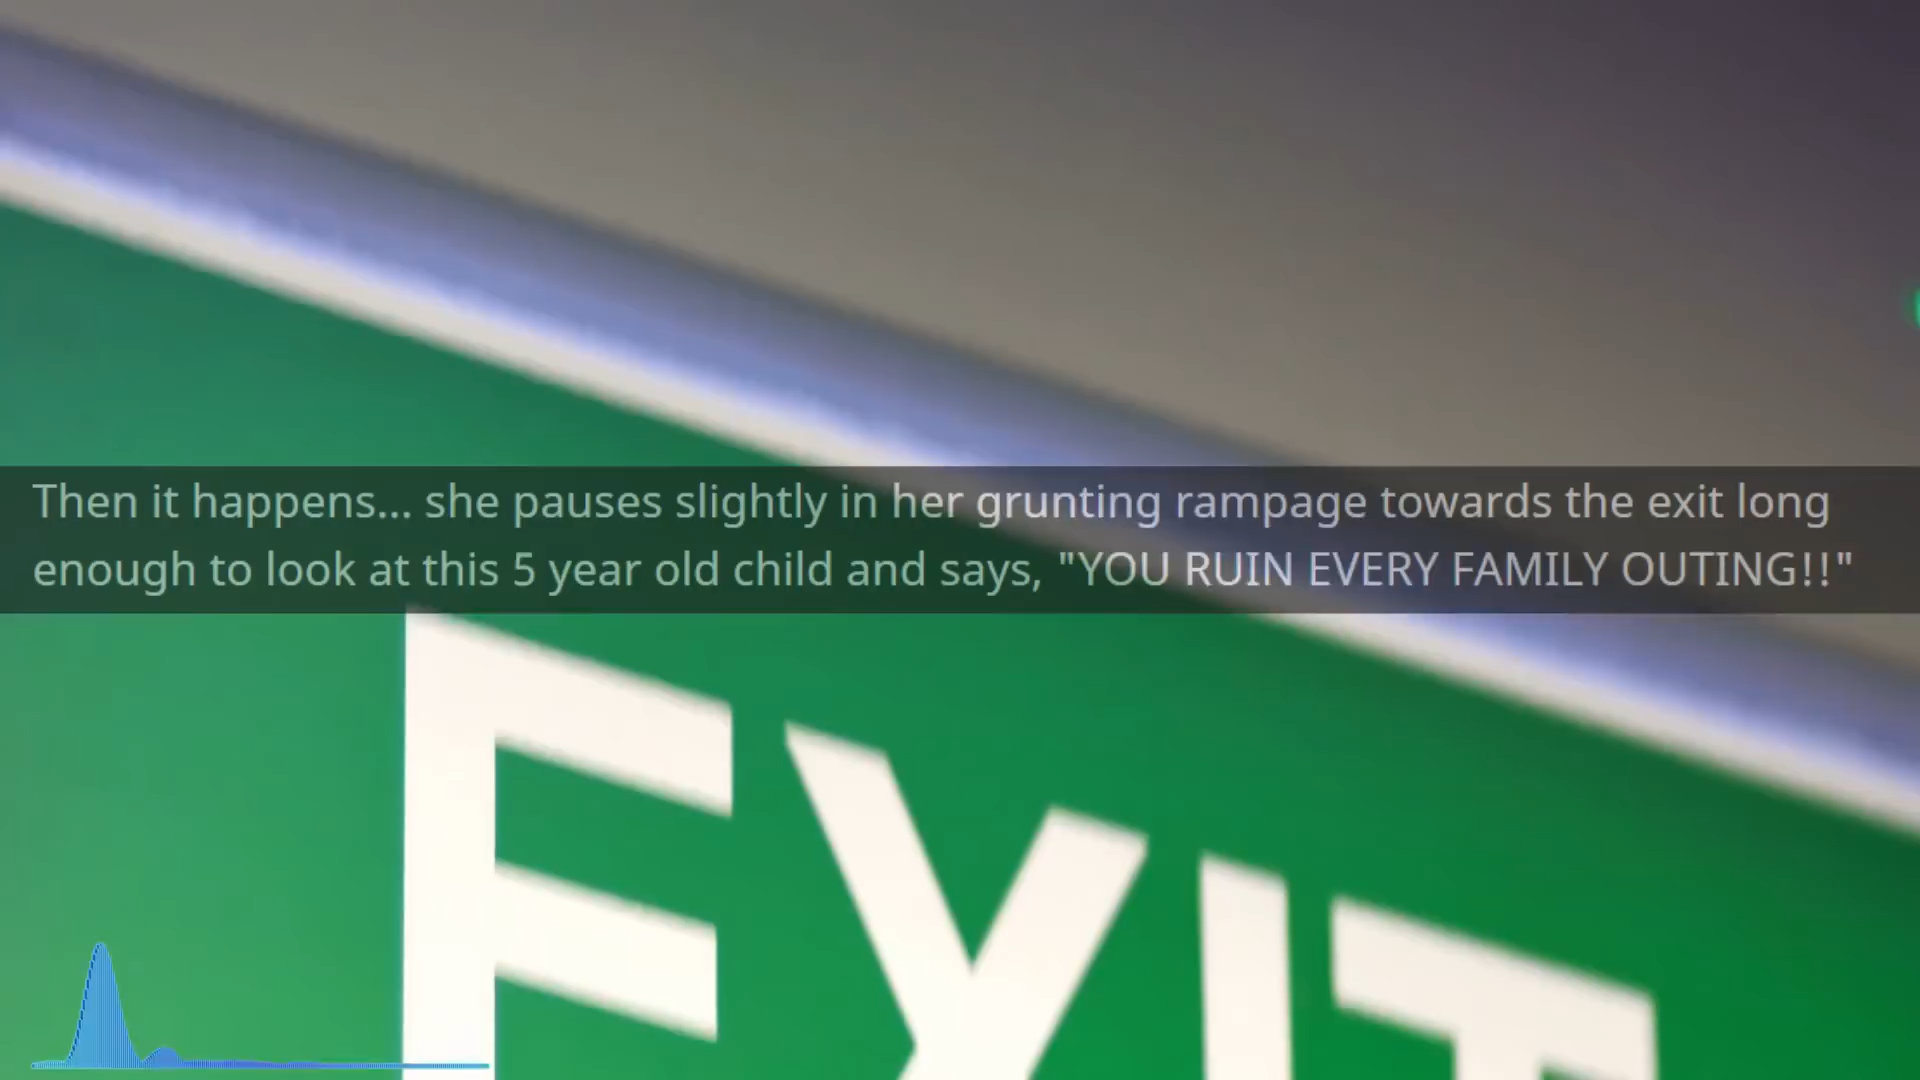 Then it happens... she pauses slightly in her grunting rampage towards the exit long
enough to look at this 5 year old child and says, "YOU RUIN EVERY FAMILY OUTING!!"
EXIT